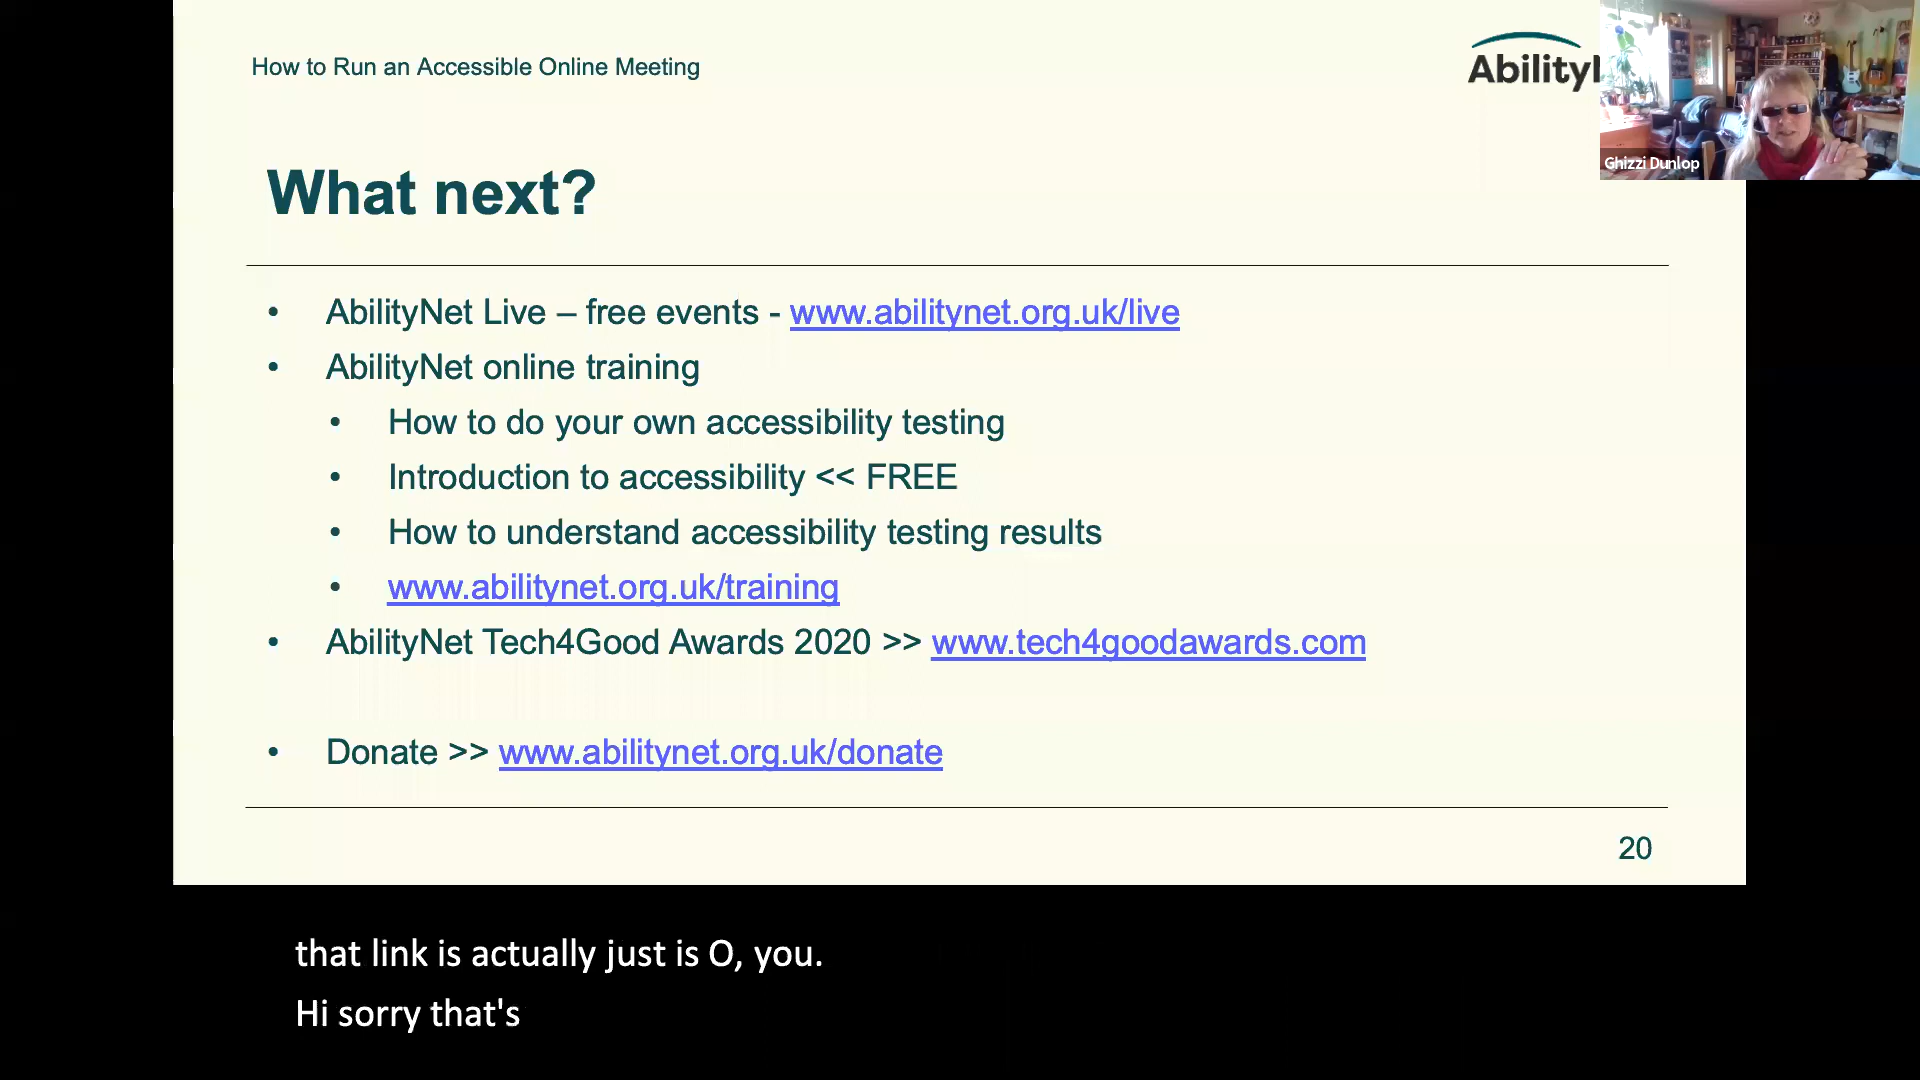 How to Run an Accessible Online Meeting
Ability
Ghizzi Dunlop
What next?
• AbilityNet Live – free events - www.abilitynet.org.uk/live
• AbilityNet online training
• How to do your own accessibility testing
• Introduction to accessibility << FREE
• How to understand accessibility testing results
• www.abilitynet.org.uk/training
• AbilityNet Tech4Good Awards 2020 >> www.tech4goodawards.com
• Donate >> www.abilitynet.org.uk/donate
20
that link is actually just is O, you.
Hi sorry that's